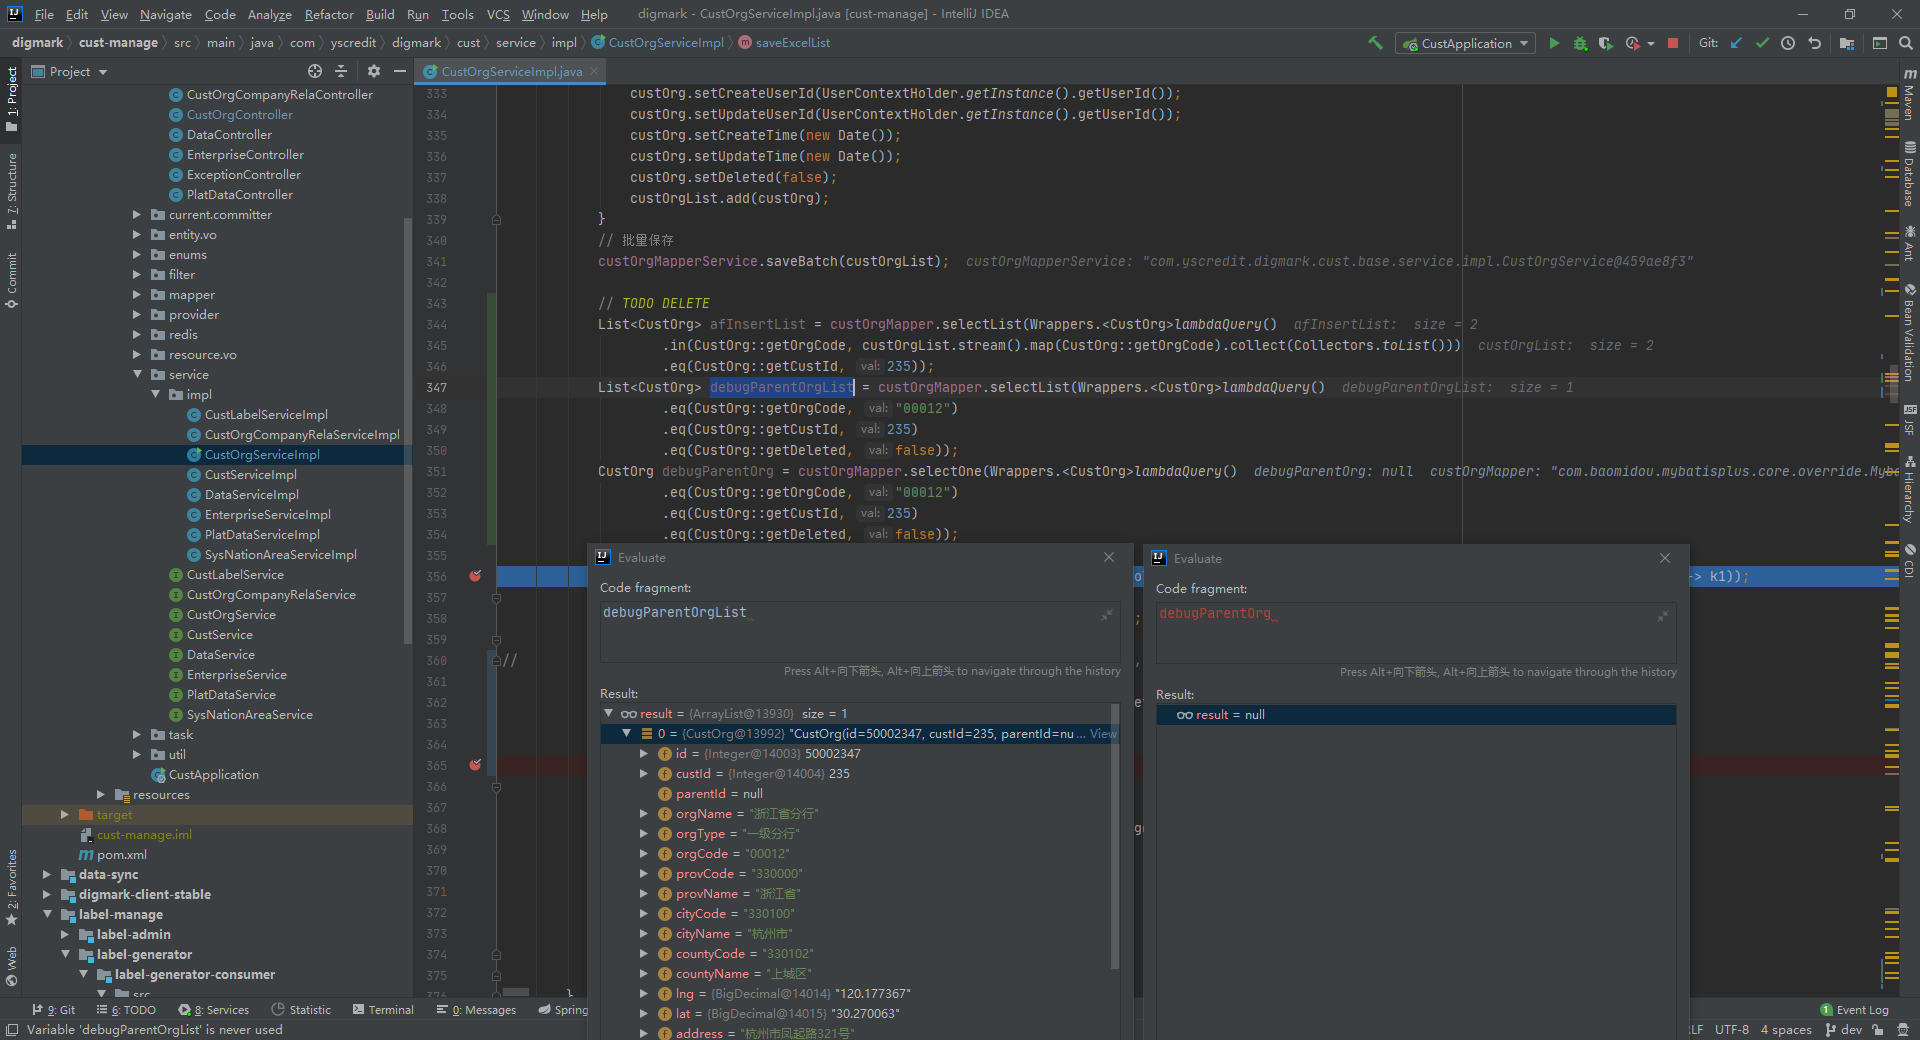 File Edit View Navigate Code Analyze Refactor Build Run Tools VCS Window Help digmark - CustOrgServiceImpl.java [cust-manage] - IntelliJ IDEA
digmark cust-manage src main java com yscredit digmark cust service impl CustOrgServiceImpl saveExcelList CustApplication Git:
Project
CustOrgServiceImpl.java
1: Project
7: Structure
Commit
2: Favorites
Web
CustOrgCompanyRelaController
CustOrgController
DataController
EnterpriseController
ExceptionController
PlatDataController
current.committer
entity.vo
enums
filter
mapper
provider
redis
resource.vo
service
impl
CustLabelServiceImpl
CustOrgCompanyRelaServiceImpl
CustOrgServiceImpl
CustServiceImpl
DataServiceImpl
EnterpriseServiceImpl
PlatDataServiceImpl
SysNationAreaServiceImpl
CustLabelService
CustOrgCompanyRelaService
CustOrgService
CustService
DataService
EnterpriseService
PlatDataService
SysNationAreaService
task
util
CustApplication
resources
target
cust-manage.iml
pom.xml
data-sync
digmark-client-stable
label-manage
label-admin
label-generator
label-generator-consumer
src
333 custOrg.setCreateUserId(UserContextHolder.getInstance().getUserId());
334 custOrg.setUpdateUserId(UserContextHolder.getInstance().getUserId());
335 custOrg.setCreateTime(new Date());
336 custOrg.setUpdateTime(new Date());
337 custOrg.setDeleted(false);
338 custOrgList.add(custOrg);
339 }
340 // 批量保存
341 custOrgMapperService.saveBatch(custOrgList); custOrgMapperService: "com.yscredit.digmark.cust.base.service.impl.CustOrgService@459ae8f3"
342
343 // TODO DELETE
344 List<CustOrg> afInsertList = custOrgMapper.selectList(Wrappers.<CustOrg>lambdaQuery() afInsertList: size = 2
345 .in(CustOrg::getOrgCode, custOrgList.stream().map(CustOrg::getOrgCode).collect(Collectors.toList())) custOrgList: size = 2
346 .eq(CustOrg::getCustId, val: 235));
347 List<CustOrg> debugParentOrgList = custOrgMapper.selectList(Wrappers.<CustOrg>lambdaQuery() debugParentOrgList: size = 1
348 .eq(CustOrg::getOrgCode, val: "00012")
349 .eq(CustOrg::getCustId, val: 235)
350 .eq(CustOrg::getDeleted, val: false));
351 CustOrg debugParentOrg = custOrgMapper.selectOne(Wrappers.<CustOrg>lambdaQuery() debugParentOrg: null custOrgMapper: "com.baomidou.mybatisplus.core.override.Myba
352 .eq(CustOrg::getOrgCode, val: "00012")
353 .eq(CustOrg::getCustId, val: 235)
354 .eq(CustOrg::getDeleted, val: false));
355
356 -> k1));
357
358 ;
359
360 //
361
362
363
364
365
366
367
368
369
370
371
372
373
374
375
376 }
Evaluate
Code fragment:
debugParentOrgList
Press Alt+向下箭头, Alt+向上箭头 to navigate through the history
Result:
result = {ArrayList@13930} size = 1
0 = {CustOrg@13992} "CustOrg(id=50002347, custId=235, parentId=nu ... View
id = {Integer@14003} 50002347
custId = {Integer@14004} 235
parentId = null
orgName = "浙江省分行"
orgType = "一级分行"
orgCode = "00012"
provCode = "330000"
provName = "浙江省"
cityCode = "330100"
cityName = "杭州市"
countyCode = "330102"
countyName = "上城区"
lng = {BigDecimal@14014} "120.177367"
lat = {BigDecimal@14015} "30.270063"
address = "杭州市凤起路321号"
Evaluate
Code fragment:
debugParentOrg
Press Alt+向下箭头, Alt+向上箭头 to navigate through the history
Result:
result = null
Maven
Database
Ant
Bean Validation
JSF
Hierarchy
CDI
9: Git 6: TODO 8: Services Statistic Terminal 0: Messages Spring Event Log
Variable 'debugParentOrgList' is never used LF UTF-8 4 spaces dev